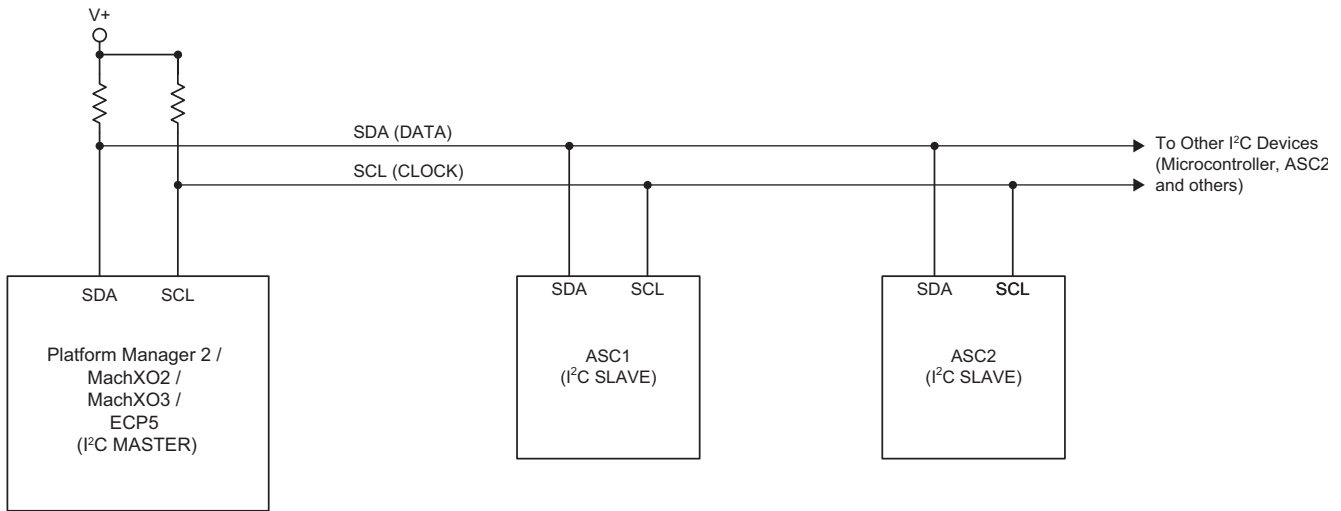 V+
SDA (DATA)
To Other I²C Devices
(Microcontroller, ASC2
and others)
SCL (CLOCK)
SDA SCL
Platform Manager 2 /
MachXO2 /
MachXO3 /
ECP5
(I²C MASTER)
SDA SCL
ASC1
(I²C SLAVE)
SDA SCL
ASC2
(I²C SLAVE)